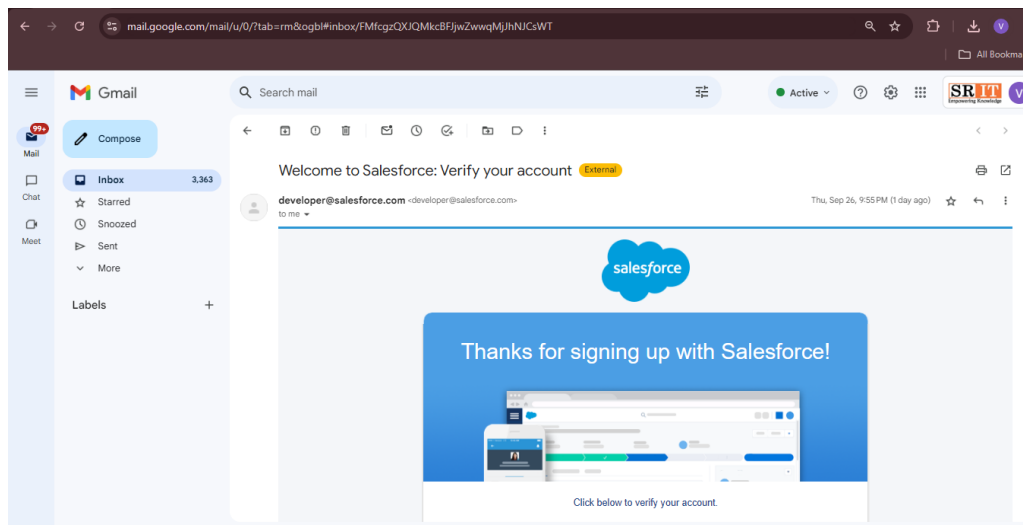 mail.google.com/mail/u/0/?tab=rm&ogbl#inbox/FMfcgzQXJQMkcBFJjwZwwqMjJhNJCsWT
V
All Bookma
Gmail
Search mail
Active
SRIT
Empowering Knowledge
V
99+
Mail
Compose
Chat
Inbox 3,363
Starred
Meet
Snoozed
Sent
More
Labels
Welcome to Salesforce: Verify your account External
developer@salesforce.com <developer@salesforce.com> Thu, Sep 26, 9:55 PM (1 day ago)
to me
salesforce
Thanks for signing up with Salesforce!
Click below to verify your account.